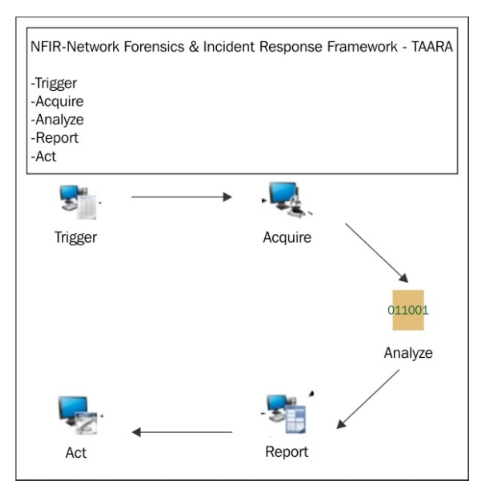 NFIR-Network Forensics & Incident Response Framework - TAARA
-Trigger
-Acquire
-Analyze
-Report
-Act
Trigger
Acquire
011001
Analyze
Report
Act